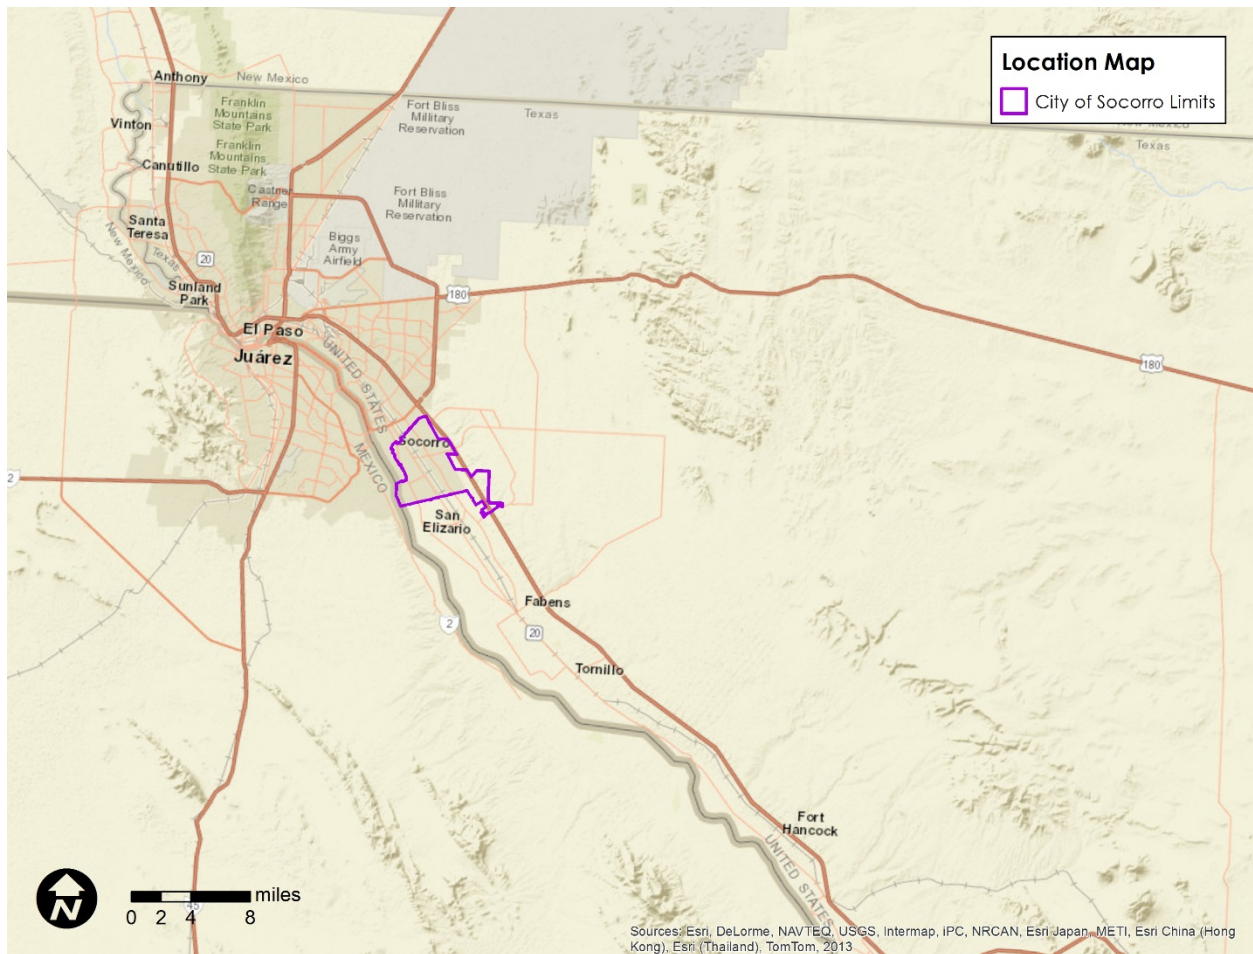 Location Map
City of Socorro Limits
Anthony
New Mexico
Franklin
Mountains
State Park
Fort Bliss
Military
Reservation
Texas
New Mexico
Texas
Vinton
Franklin
Mountains
State Park
Canutillo
Castner
Range
Fort Bliss
Military
Reservation
Santa
Teresa
New Mexico
Texas
20
Biggs
Army
Airfield
Sunland
Park
180
El Paso
Juárez
UNITED STATES
MEXICO
180
Socorro
2
San
Elizario
Fabens
2
20
Tornillo
Fort
Hancock
UNITED STATES
N
miles
0 2 4 8
45
Sources: Esri, DeLorme, NAVTEQ, USGS, Intermap, iPC, NRCAN, Esri Japan, METI, Esri China (Hong
Kong), Esri (Thailand), TomTom, 2013